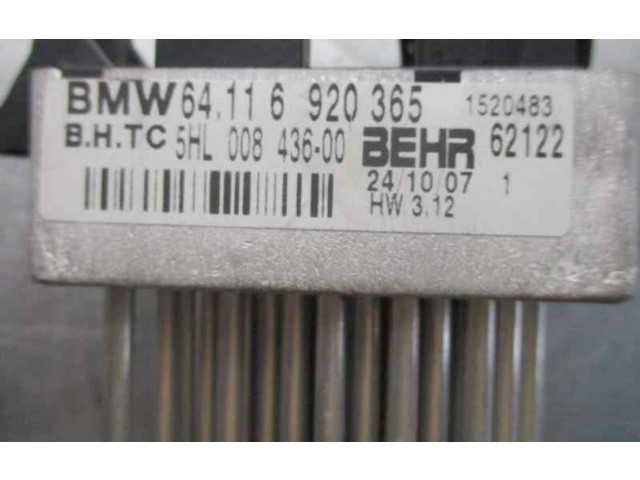 BMW 64.11 6 920 365 1520483
B.H.TC 5HL 008 436-00 BEHR 62122
24/10/07 1
HW 3.12